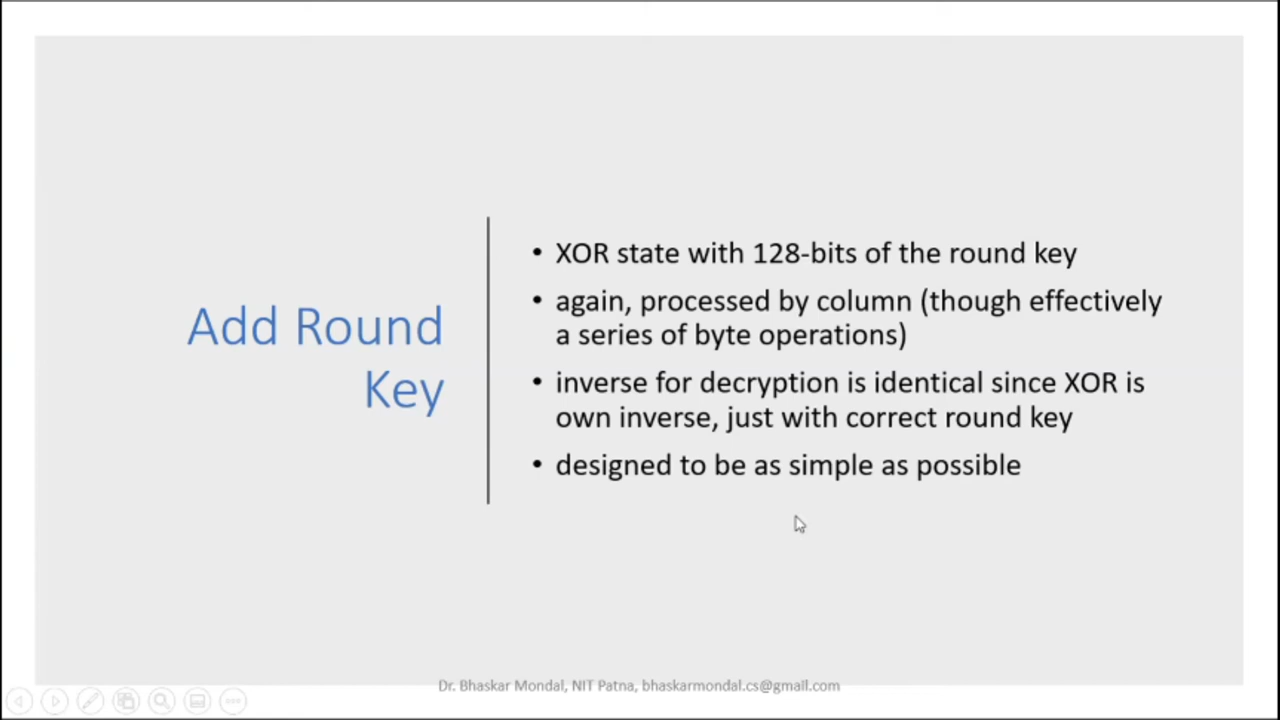 Add Round
Key
• XOR state with 128-bits of the round key
• again, processed by column (though effectively
a series of byte operations)
• inverse for decryption is identical since XOR is
own inverse, just with correct round key
• designed to be as simple as possible
Dr. Bhaskar Mondal, NIT Patna, bhaskarmondal.cs@gmail.com